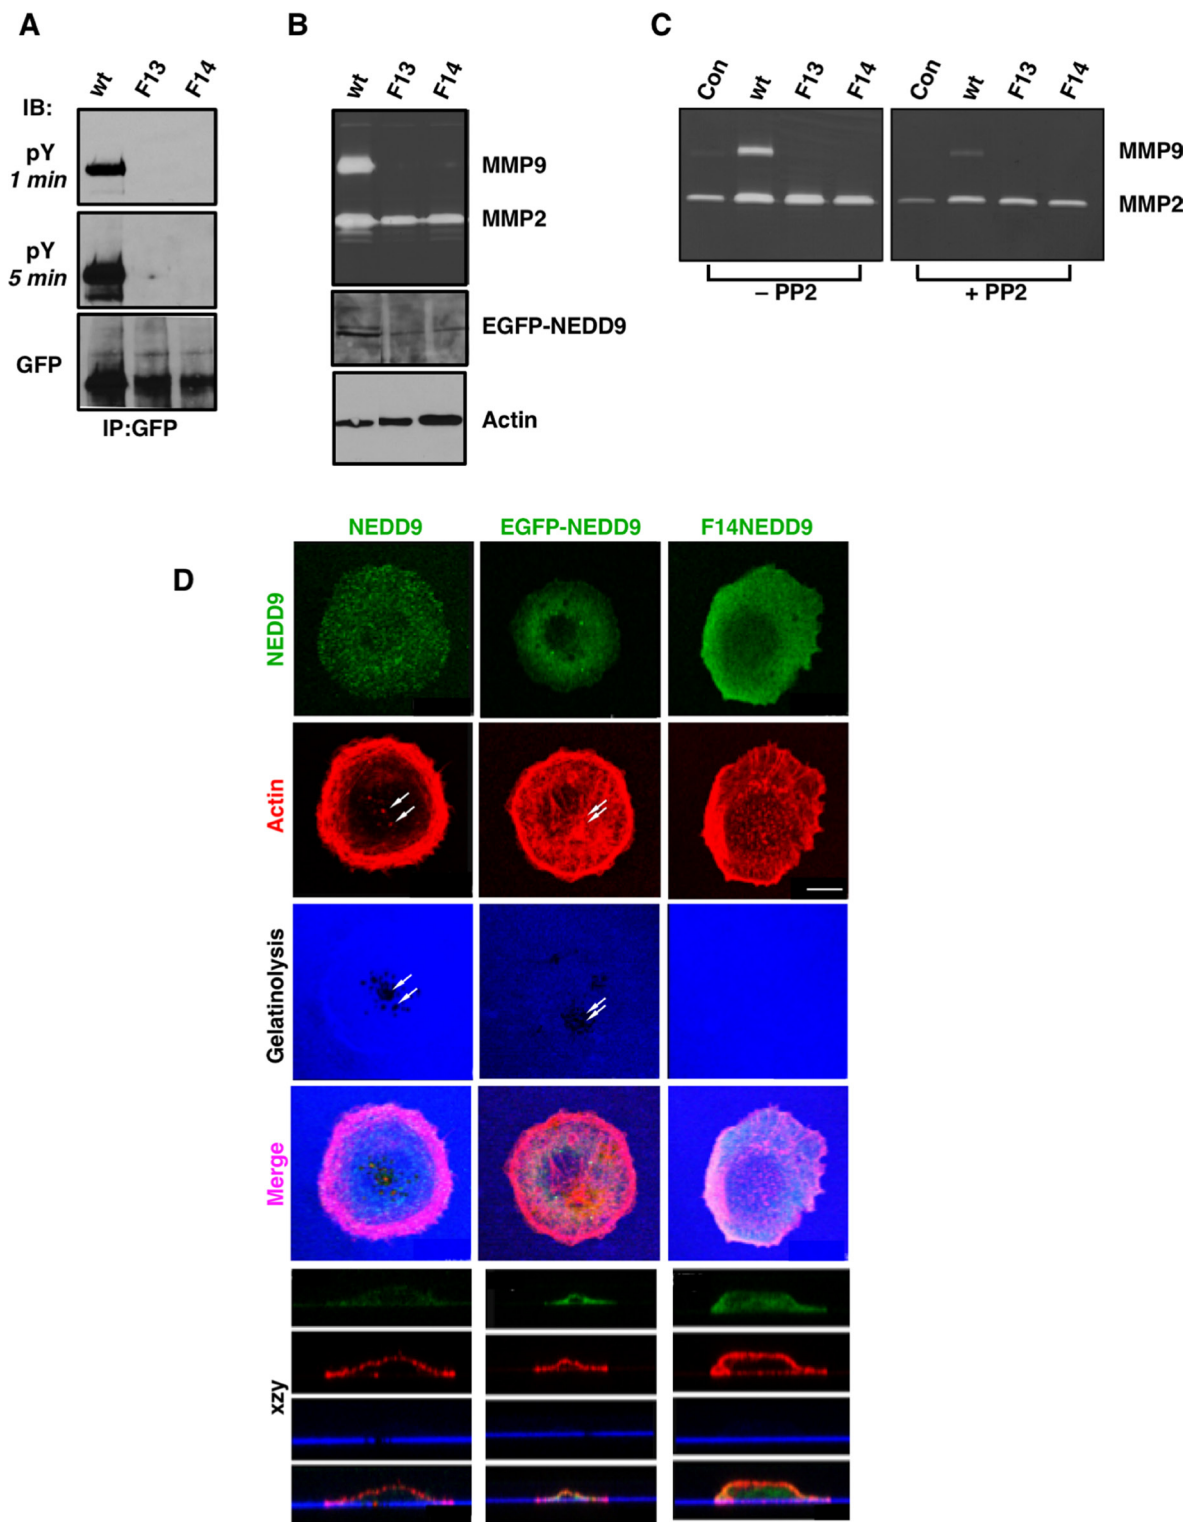 A
wt F13 F14
IB:
pY
1 min
pY
5 min
GFP
IP:GFP
B
wt F13 F14
MMP9
MMP2
EGFP-NEDD9
Actin
C
Con wt F13 F14 Con wt F13 F14
MMP9
MMP2
– PP2 + PP2
D
NEDD9 EGFP-NEDD9 F14NEDD9
NEDD9
Actin
Gelatinolysis
Merge
xzy